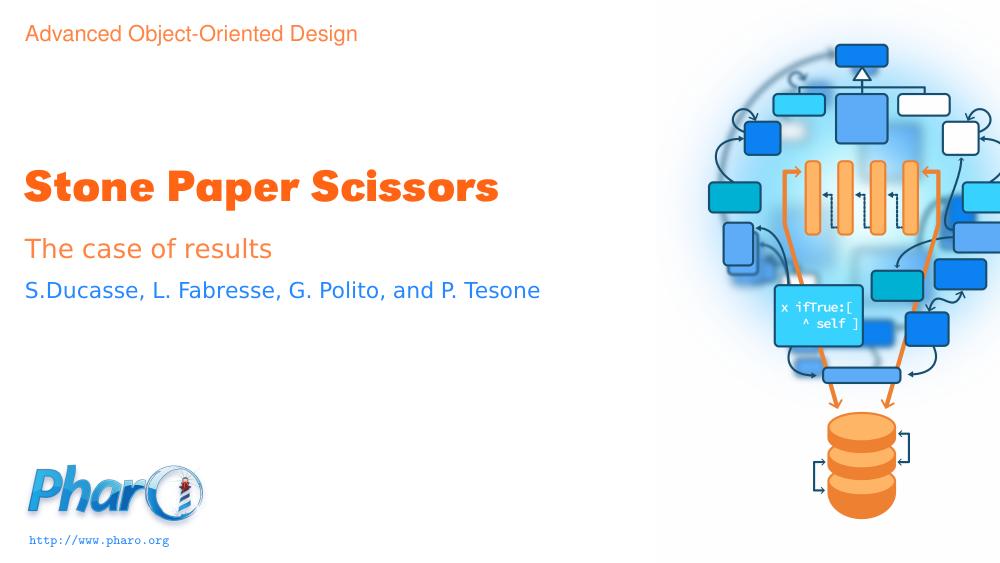 Advanced Object-Oriented Design
Stone Paper Scissors
The case of results
S.Ducasse, L. Fabresse, G. Polito, and P. Tesone
x ifTrue:[
^ self ]
Pharo
http://www.pharo.org